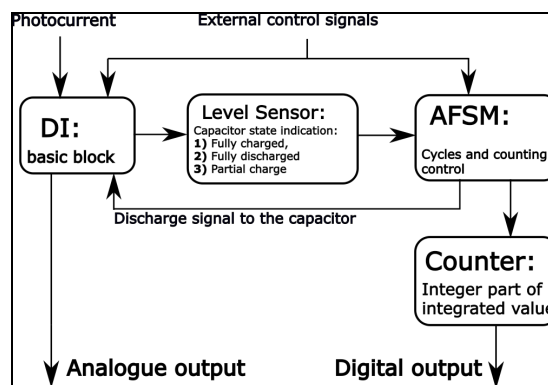 Photocurrent
External control signals
DI:
basic block
Level Sensor:
Capacitor state indication:
1) Fully charged,
2) Fully discharged
3) Partial charge
AFSM:
Cycles and counting
control
Discharge signal to the capacitor
Counter:
Integer part of
integrated value
Analogue output
Digital output